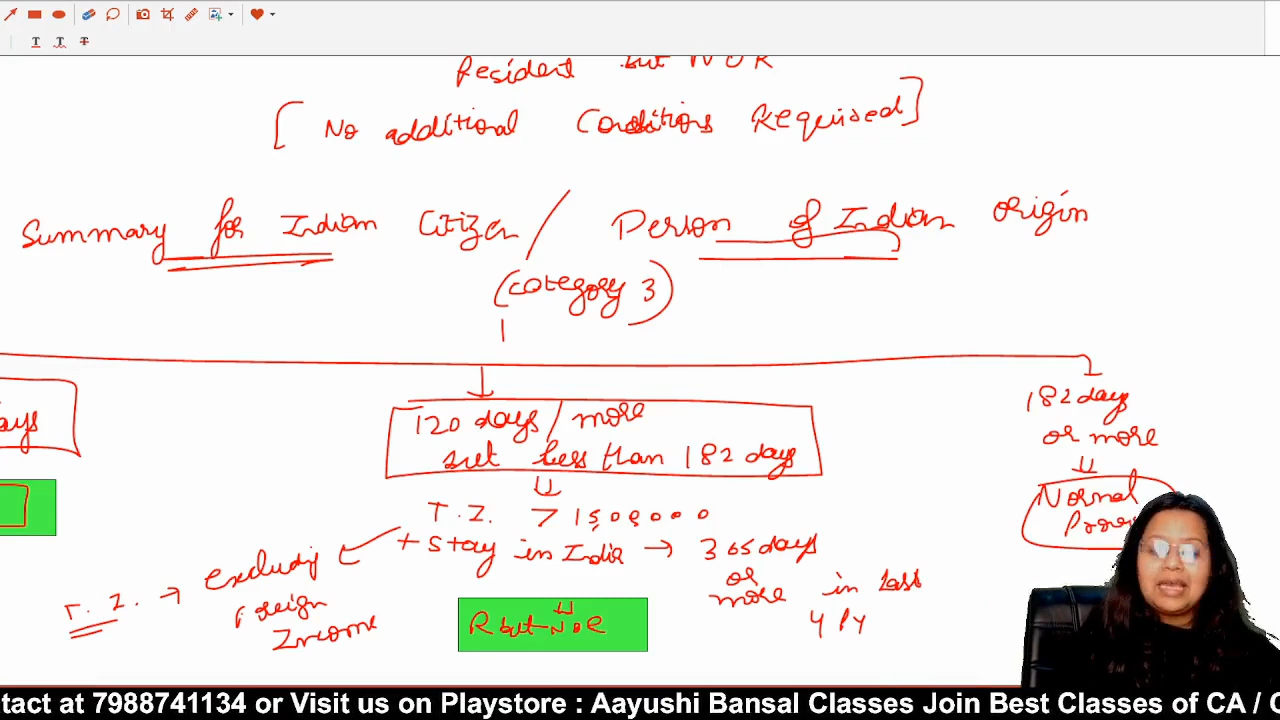 Resident but NOR
[ No additional Conditions Required ]
Summary for Indian Citizen / Person of Indian origin
(category 3)
days
120 days / more
but less than 182 days
182 days
or more
Normal
T.I. > 1500000
+ Stay in India → 365 days
or
more in last
4 PY
T.I. → excluding
Foreign
Income
R but NOR
ntact at 7988741134 or Visit us on Playstore : Aayushi Bansal Classes Join Best Classes of CA / C